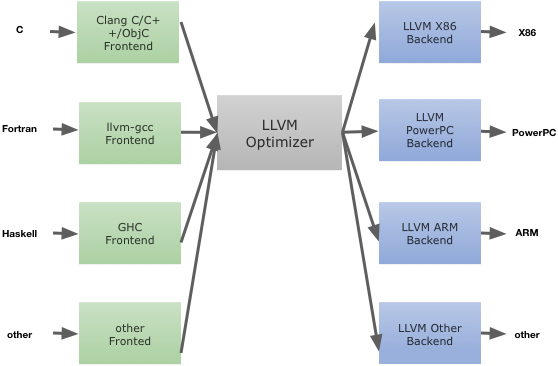 C
Clang C/C+
+/ObjC
Frontend
LLVM X86
Backend
X86
Fortran
llvm-gcc
Frontend
LLVM
Optimizer
LLVM
PowerPC
Backend
PowerPC
Haskell
GHC
Frontend
LLVM ARM
Backend
ARM
other
other
Fronted
LLVM Other
Backend
other